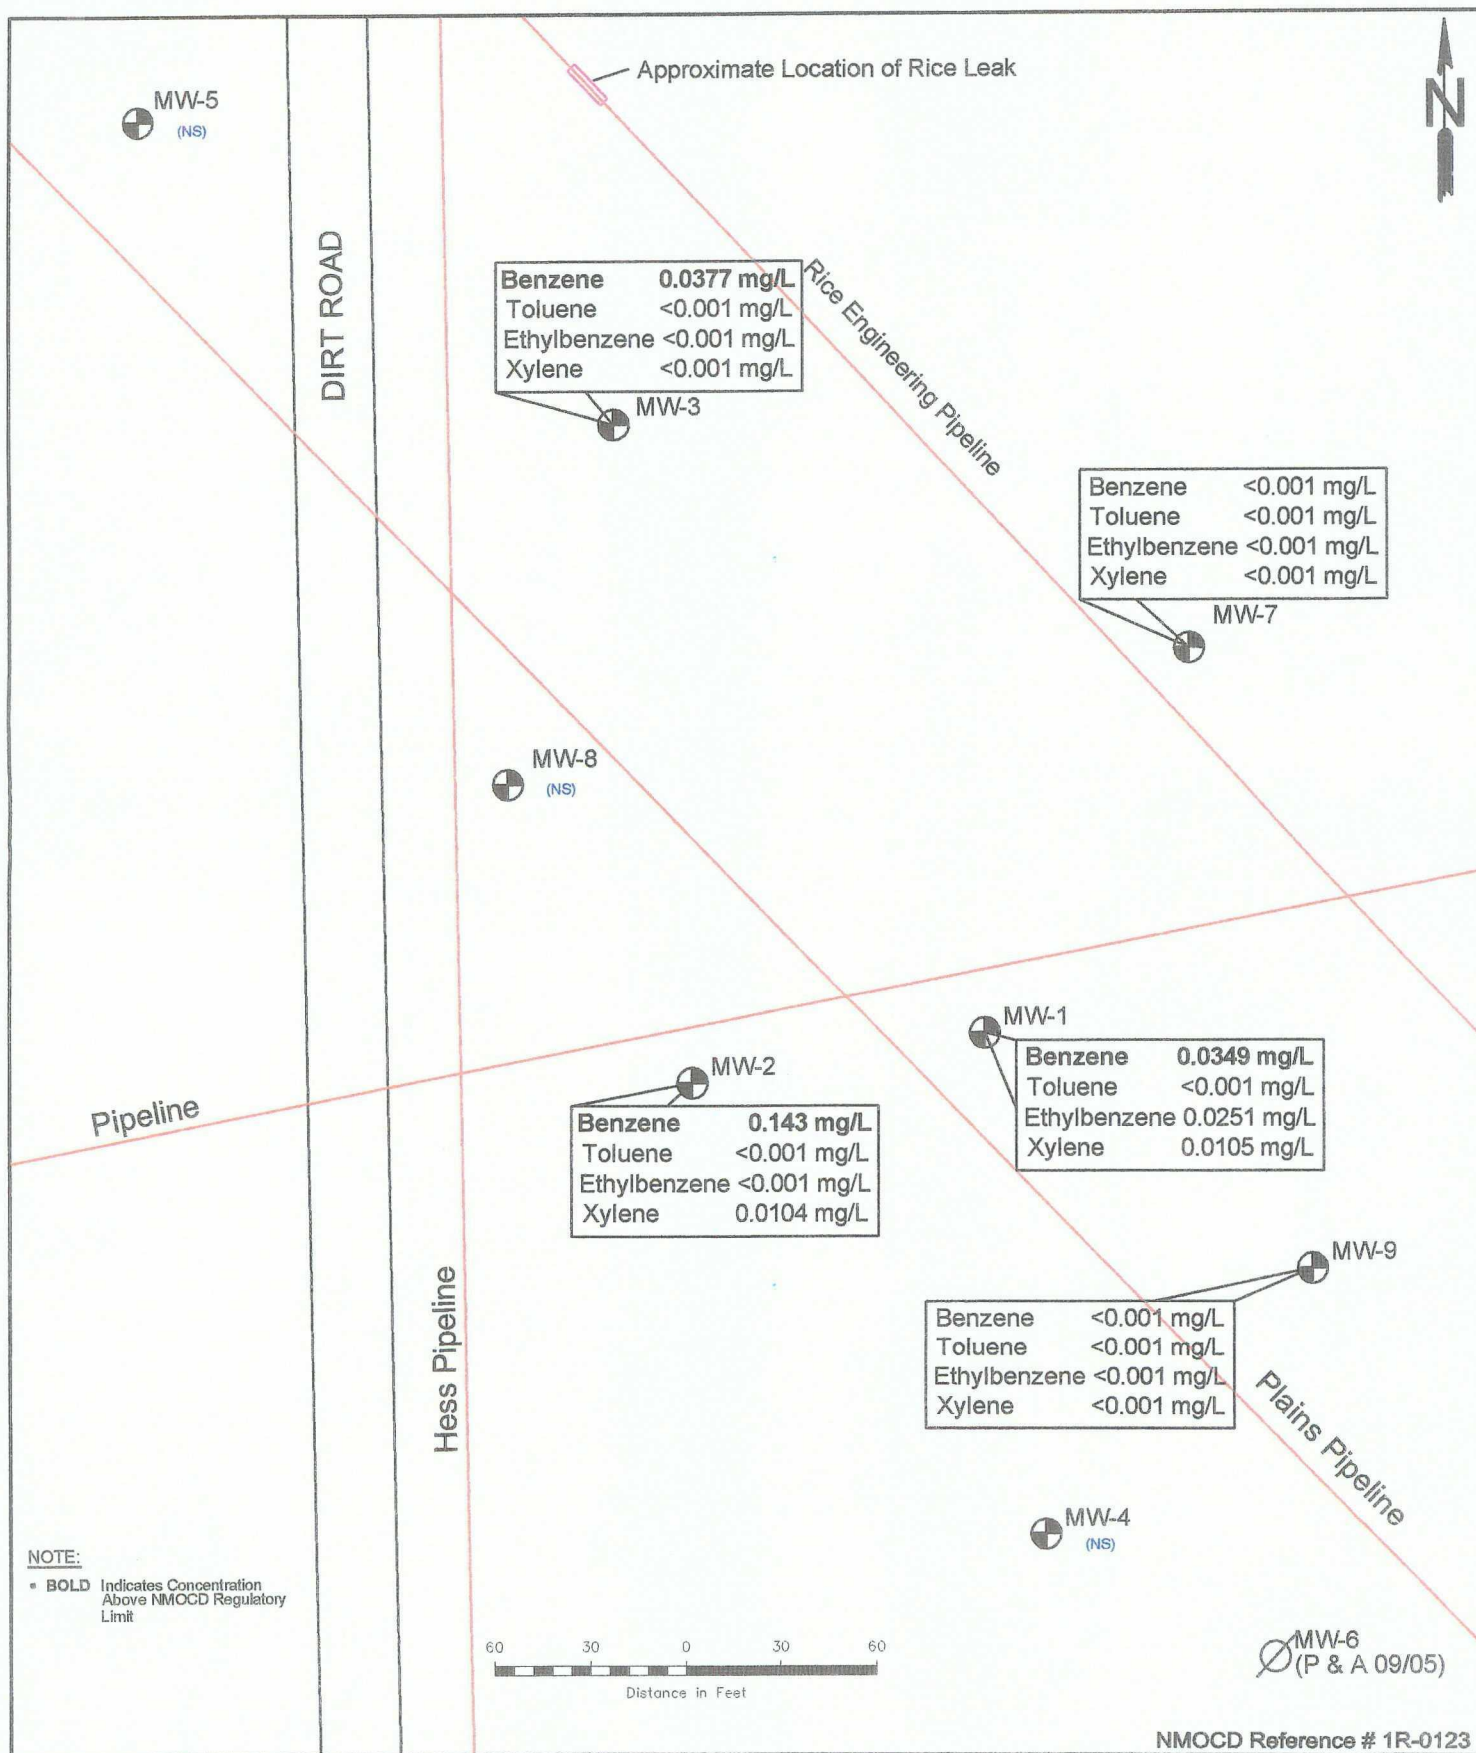 Approximate Location of Rice Leak
N
MW-5
(NS)
DIRT ROAD
Benzene 0.0377 mg/L
Toluene <0.001 mg/L
Ethylbenzene <0.001 mg/L
Xylene <0.001 mg/L
MW-3
Rice Engineering Pipeline
Benzene <0.001 mg/L
Toluene <0.001 mg/L
Ethylbenzene <0.001 mg/L
Xylene <0.001 mg/L
MW-7
MW-8
(NS)
MW-1
Benzene 0.0349 mg/L
Toluene <0.001 mg/L
Ethylbenzene 0.0251 mg/L
Xylene 0.0105 mg/L
MW-2
Benzene 0.143 mg/L
Toluene <0.001 mg/L
Ethylbenzene <0.001 mg/L
Xylene 0.0104 mg/L
Pipeline
Hess Pipeline
MW-9
Benzene <0.001 mg/L
Toluene <0.001 mg/L
Ethylbenzene <0.001 mg/L
Xylene <0.001 mg/L
Plains Pipeline
MW-4
(NS)
NOTE:
• BOLD Indicates Concentration
Above NMOCD Regulatory
Limit
60 30 0 30 60
Distance in Feet
MW-6
(P & A 09/05)
NMOCD Reference # 1R-0123